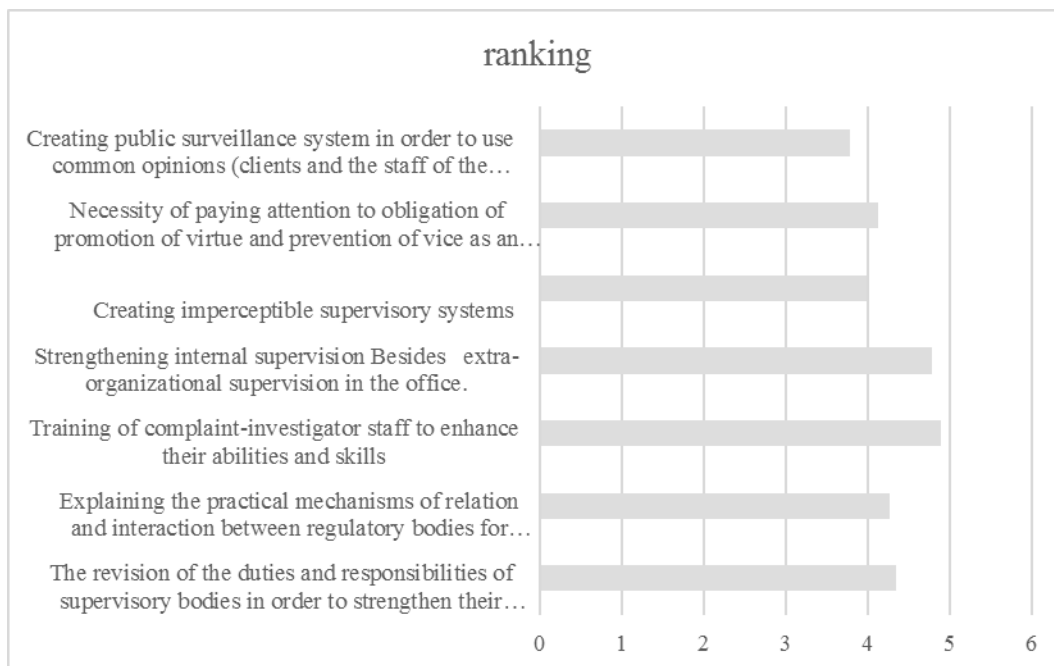 ranking
Creating public surveillance system in order to use
common opinions (clients and the staff of the…
Necessity of paying attention to obligation of
promotion of virtue and prevention of vice as an…
Creating imperceptible supervisory systems
Strengthening internal supervision Besides extra-
organizational supervision in the office.
Training of complaint-investigator staff to enhance
their abilities and skills
Explaining the practical mechanisms of relation
and interaction between regulatory bodies for…
The revision of the duties and responsibilities of
supervisory bodies in order to strengthen their…
0 1 2 3 4 5 6